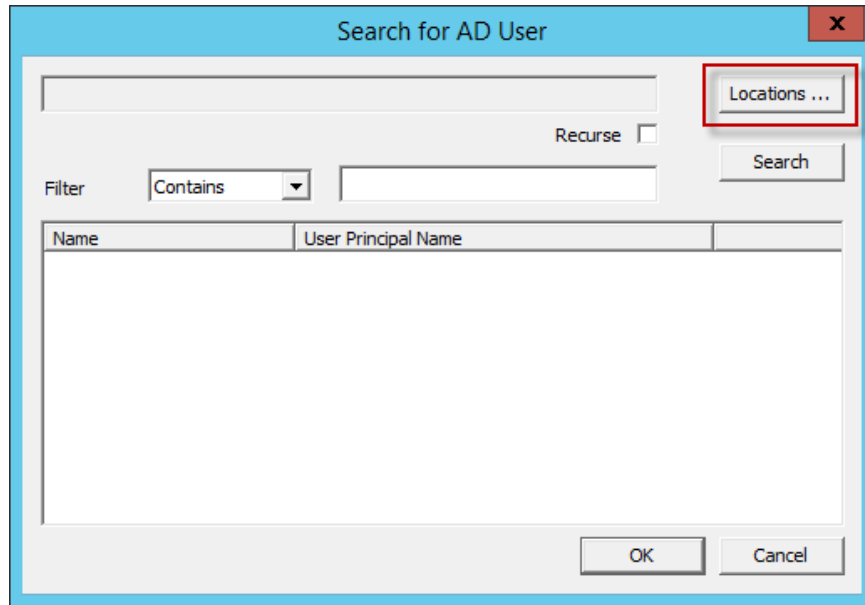 Search for AD User
x
Locations ...
Recurse
Search
Filter
Contains
Name
User Principal Name
OK
Cancel